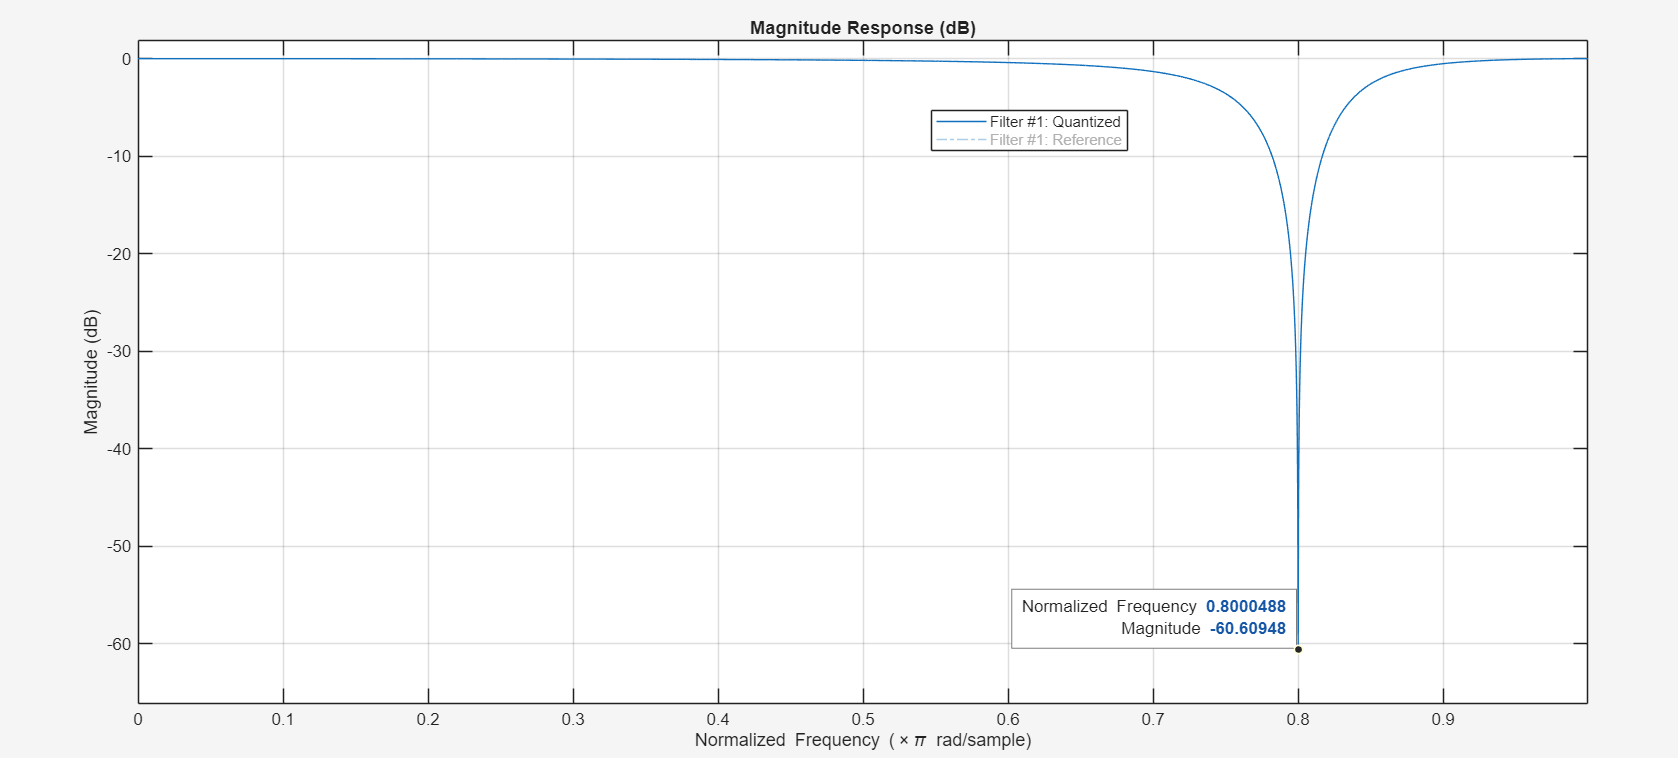 Magnitude Response (dB)
0
-10
-20
-30
-40
-50
-60
Magnitude (dB)
Filter #1: Quantized
Filter #1: Reference
Normalized Frequency 0.8000488
Magnitude -60.60948
0 0.1 0.2 0.3 0.4 0.5 0.6 0.7 0.8 0.9
Normalized Frequency (×π rad/sample)